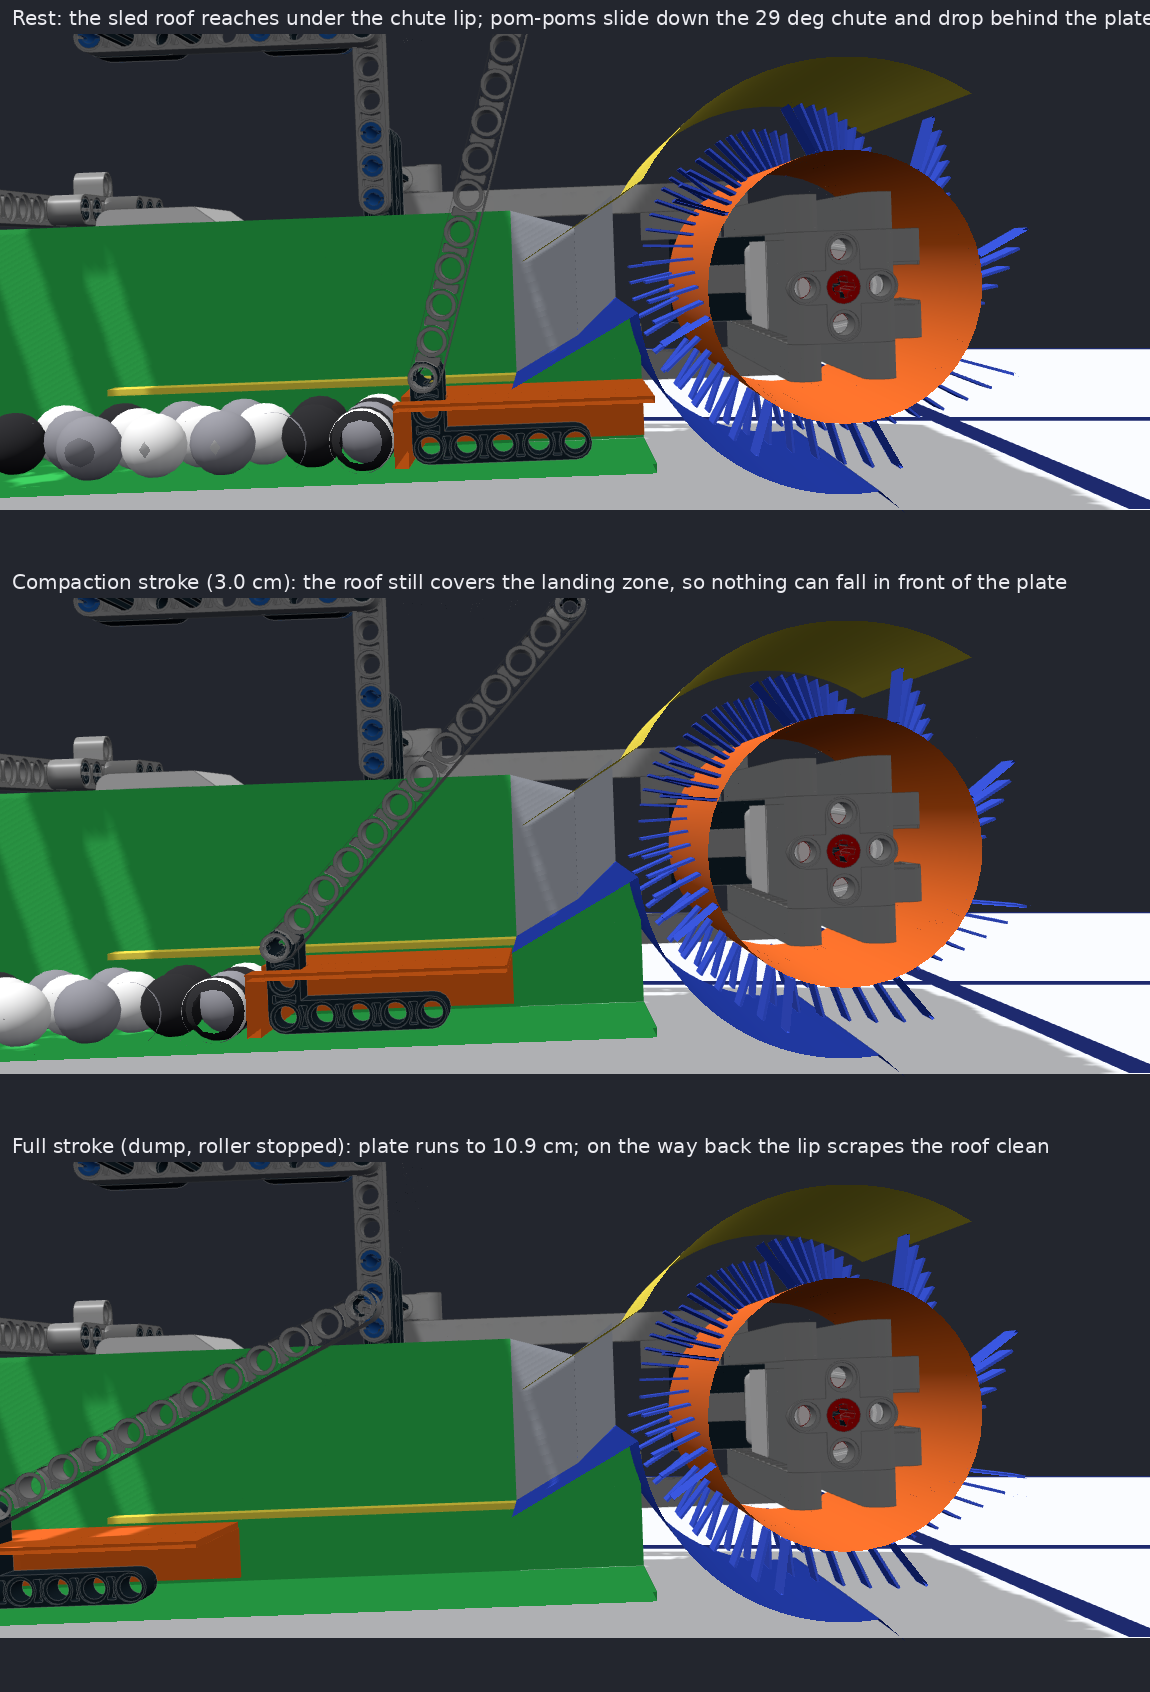 Rest: the sled roof reaches under the chute lip; pom-poms slide down the 29 deg chute and drop behind the plate
Compaction stroke (3.0 cm): the roof still covers the landing zone, so nothing can fall in front of the plate
Full stroke (dump, roller stopped): plate runs to 10.9 cm; on the way back the lip scrapes the roof clean